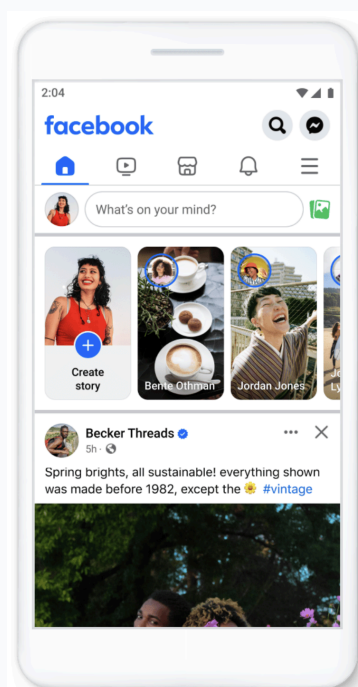 2:04
facebook
What's on your mind?
Create
story
Bente Othman
Jordan Jones
Becker Threads
5h ·
Spring brights, all sustainable! everything shown
was made before 1982, except the 🌼 #vintage